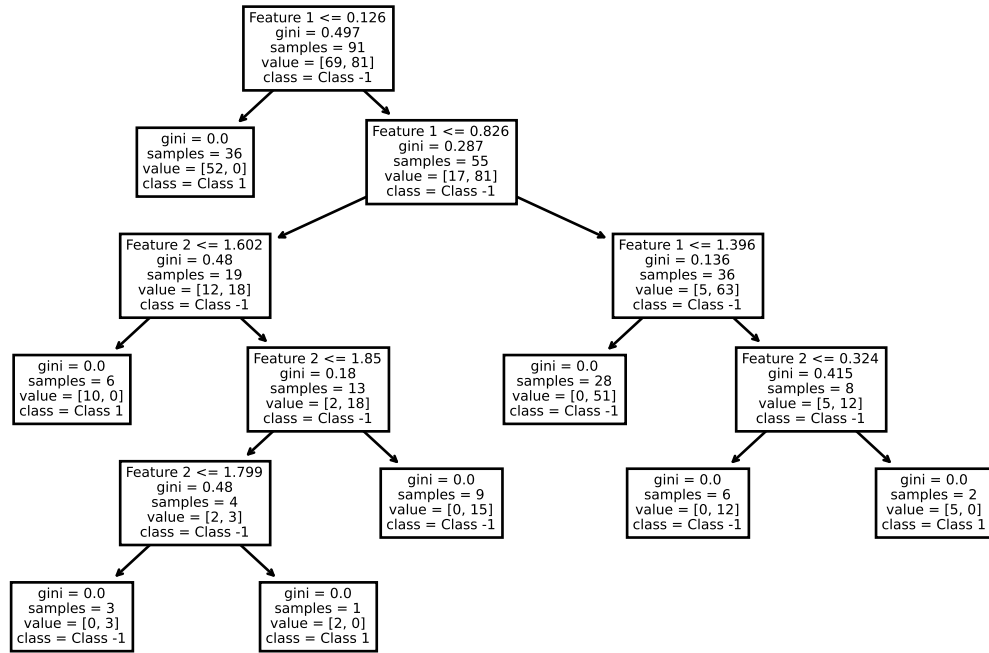 Feature 1 <= 0.126
gini = 0.497
samples = 91
value = [69, 81]
class = Class -1
gini = 0.0
samples = 36
value = [52, 0]
class = Class 1
Feature 1 <= 0.826
gini = 0.287
samples = 55
value = [17, 81]
class = Class -1
Feature 2 <= 1.602
gini = 0.48
samples = 19
value = [12, 18]
class = Class -1
Feature 1 <= 1.396
gini = 0.136
samples = 36
value = [5, 63]
class = Class -1
gini = 0.0
samples = 6
value = [10, 0]
class = Class 1
Feature 2 <= 1.85
gini = 0.18
samples = 13
value = [2, 18]
class = Class -1
gini = 0.0
samples = 28
value = [0, 51]
class = Class -1
Feature 2 <= 0.324
gini = 0.415
samples = 8
value = [5, 12]
class = Class -1
Feature 2 <= 1.799
gini = 0.48
samples = 4
value = [2, 3]
class = Class -1
gini = 0.0
samples = 9
value = [0, 15]
class = Class -1
gini = 0.0
samples = 6
value = [0, 12]
class = Class -1
gini = 0.0
samples = 2
value = [5, 0]
class = Class 1
gini = 0.0
samples = 3
value = [0, 3]
class = Class -1
gini = 0.0
samples = 1
value = [2, 0]
class = Class 1